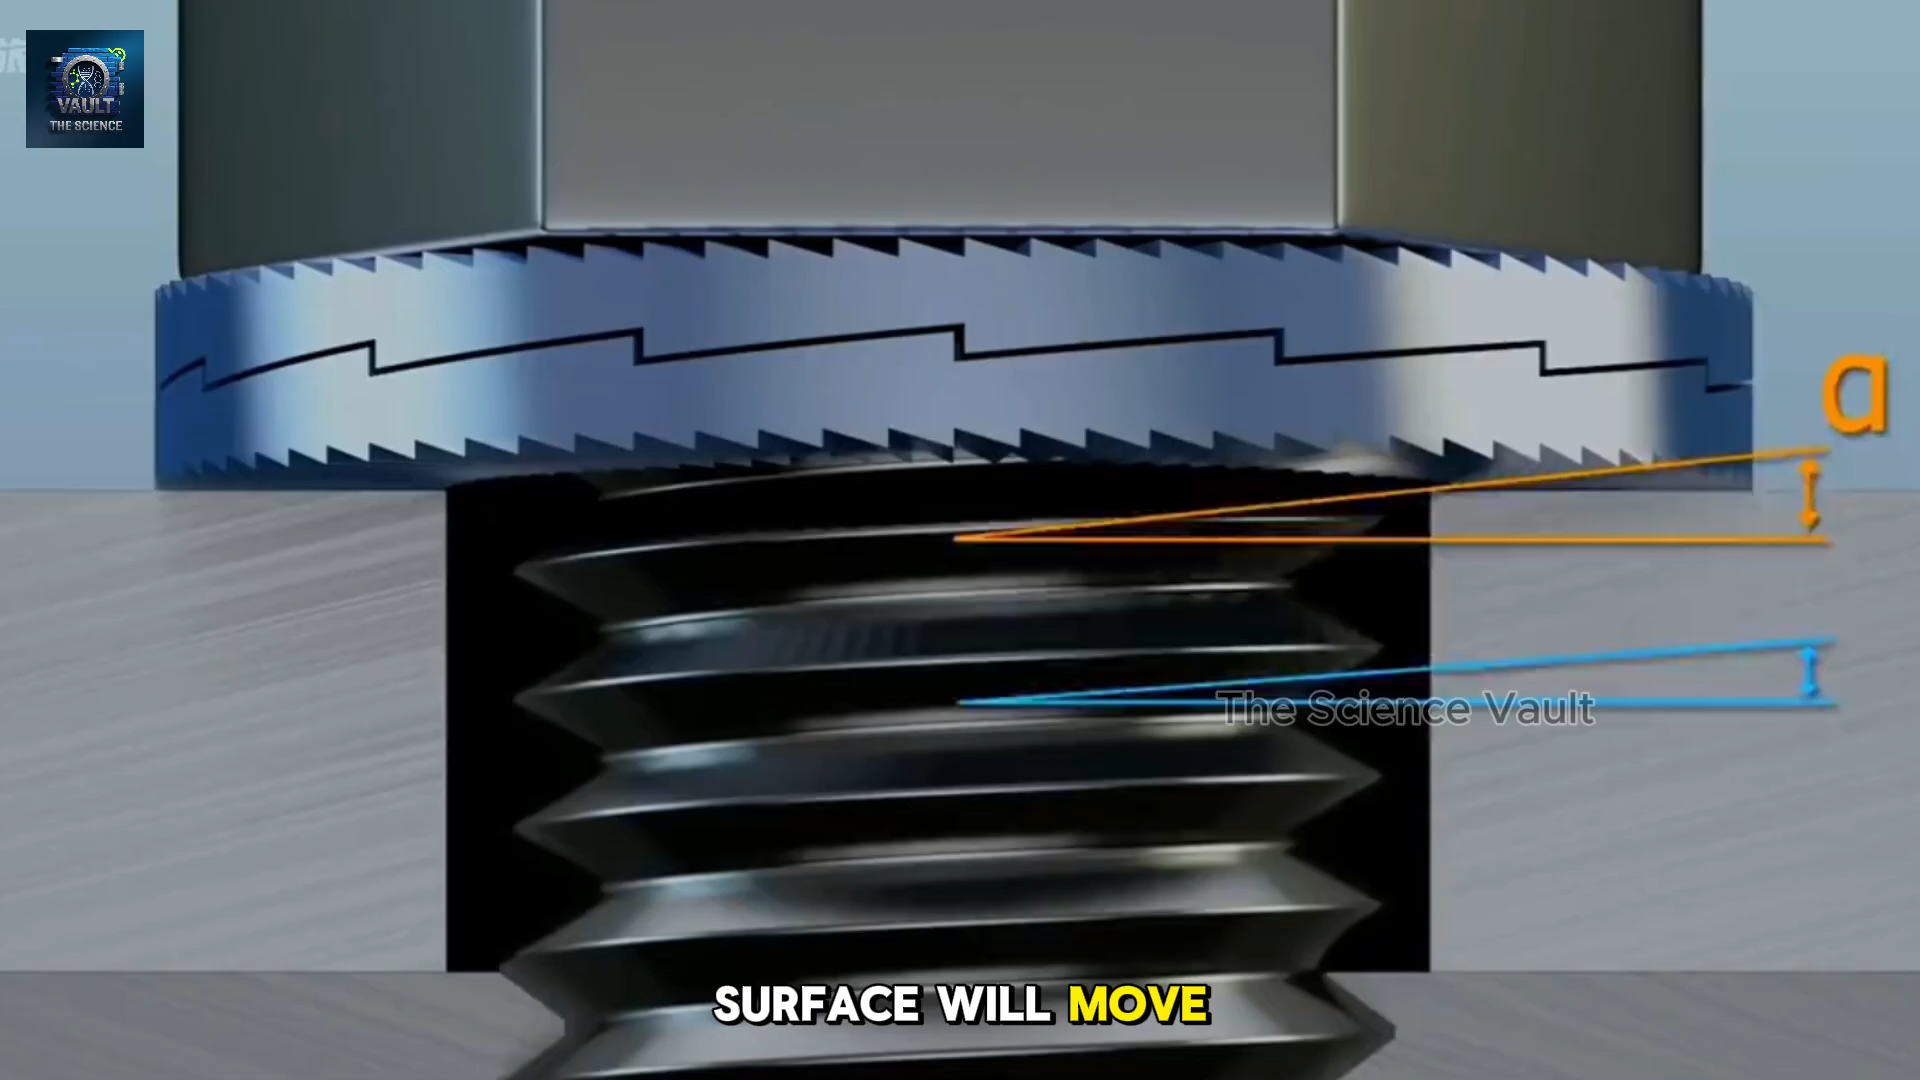 VAULT
THE SCIENCE
a
The Science Vault
SURFACE WILL MOVE